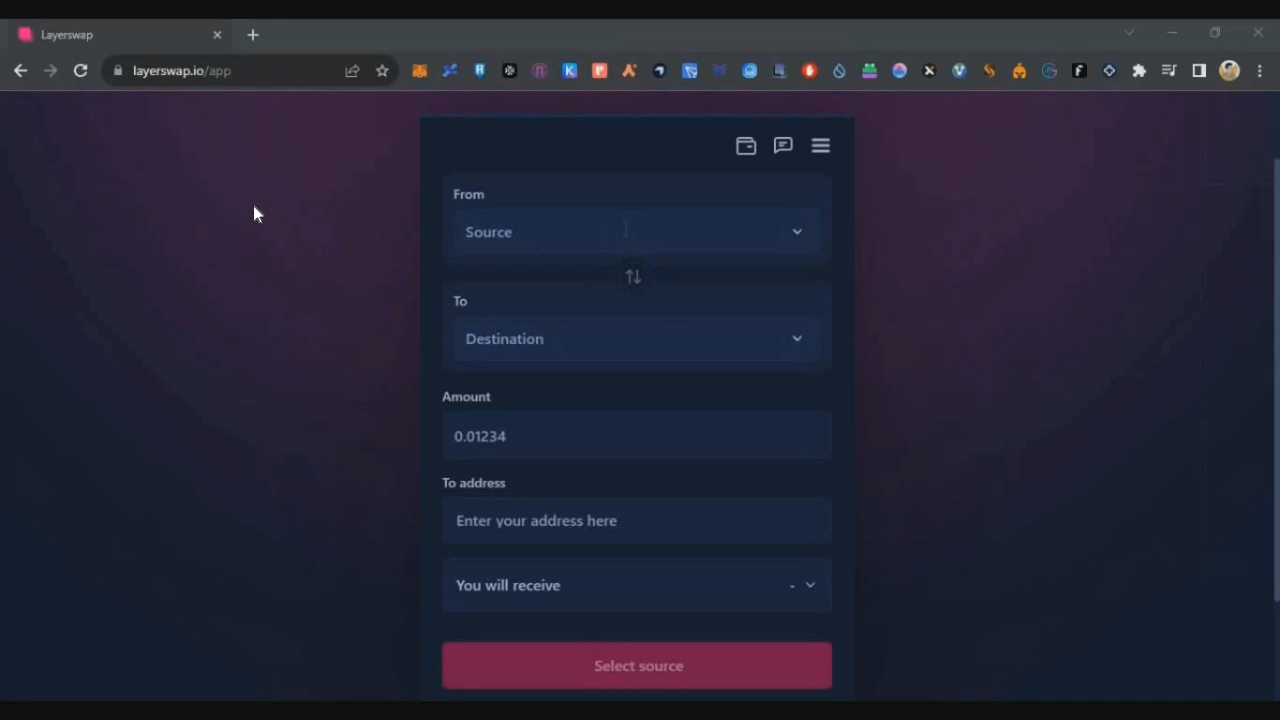 Layerswap
layerswap.io/app
From
Source
To
Destination
Amount
0.01234
To address
Enter your address here
You will receive -
Select source